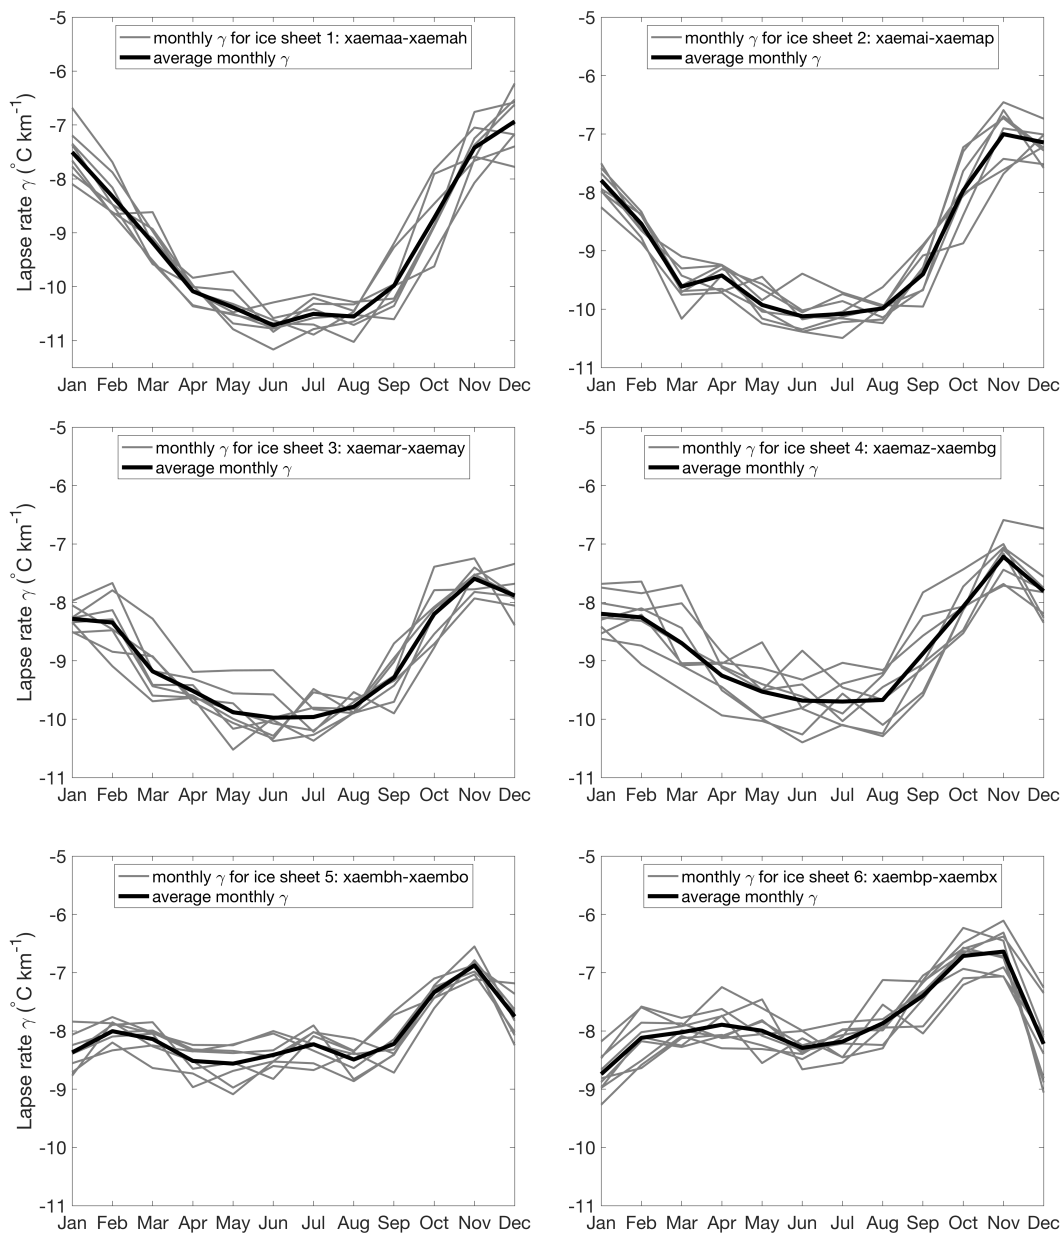 monthly γ for ice sheet 1: xaemaa-xaemah
average monthly γ
Lapse rate γ (°C km-1)
-5
-6
-7
-8
-9
-10
-11
Jan Feb Mar Apr May Jun Jul Aug Sep Oct Nov Dec
monthly γ for ice sheet 2: xaemai-xaemap
average monthly γ
-5
-6
-7
-8
-9
-10
-11
Jan Feb Mar Apr May Jun Jul Aug Sep Oct Nov Dec
monthly γ for ice sheet 3: xaemar-xaemay
average monthly γ
Lapse rate γ (°C km-1)
-5
-6
-7
-8
-9
-10
-11
Jan Feb Mar Apr May Jun Jul Aug Sep Oct Nov Dec
monthly γ for ice sheet 4: xaemaz-xaembg
average monthly γ
-5
-6
-7
-8
-9
-10
-11
Jan Feb Mar Apr May Jun Jul Aug Sep Oct Nov Dec
monthly γ for ice sheet 5: xaembh-xaembo
average monthly γ
Lapse rate γ (°C km-1)
-5
-6
-7
-8
-9
-10
-11
Jan Feb Mar Apr May Jun Jul Aug Sep Oct Nov Dec
monthly γ for ice sheet 6: xaembp-xaembx
average monthly γ
-5
-6
-7
-8
-9
-10
-11
Jan Feb Mar Apr May Jun Jul Aug Sep Oct Nov Dec